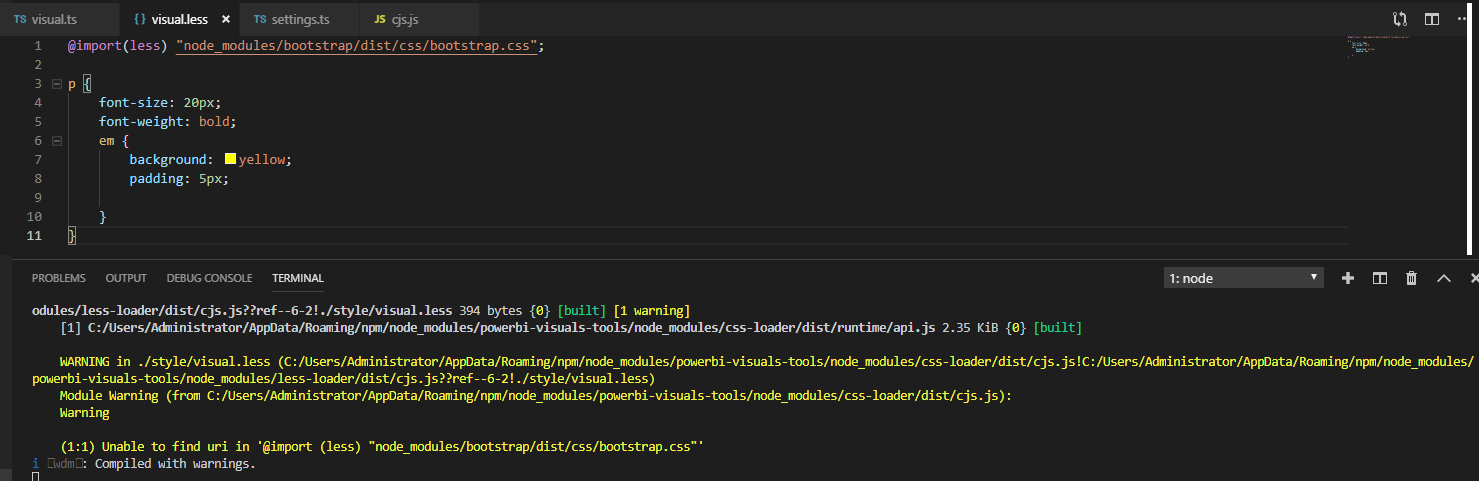 TS visual.ts { } visual.less × TS settings.ts JS cjs.js
1 @import(less) "node_modules/bootstrap/dist/css/bootstrap.css";
2
3 p {
4 font-size: 20px;
5 font-weight: bold;
6 em {
7 background: yellow;
8 padding: 5px;
9
10 }
11 }
PROBLEMS OUTPUT DEBUG CONSOLE TERMINAL 1: node
odules/less-loader/dist/cjs.js??ref--6-2!./style/visual.less 394 bytes {0} [built] [1 warning]
[1] C:/Users/Administrator/AppData/Roaming/npm/node_modules/powerbi-visuals-tools/node_modules/css-loader/dist/runtime/api.js 2.35 KiB {0} [built]
WARNING in ./style/visual.less (C:/Users/Administrator/AppData/Roaming/npm/node_modules/powerbi-visuals-tools/node_modules/css-loader/dist/cjs.js!C:/Users/Administrator/AppData/Roaming/npm/node_modules/
powerbi-visuals-tools/node_modules/less-loader/dist/cjs.js??ref--6-2!./style/visual.less)
Module Warning (from C:/Users/Administrator/AppData/Roaming/npm/node_modules/powerbi-visuals-tools/node_modules/css-loader/dist/cjs.js):
Warning
(1:1) Unable to find uri in '@import (less) "node_modules/bootstrap/dist/css/bootstrap.css"'
i ⌷wdm⌷: Compiled with warnings.